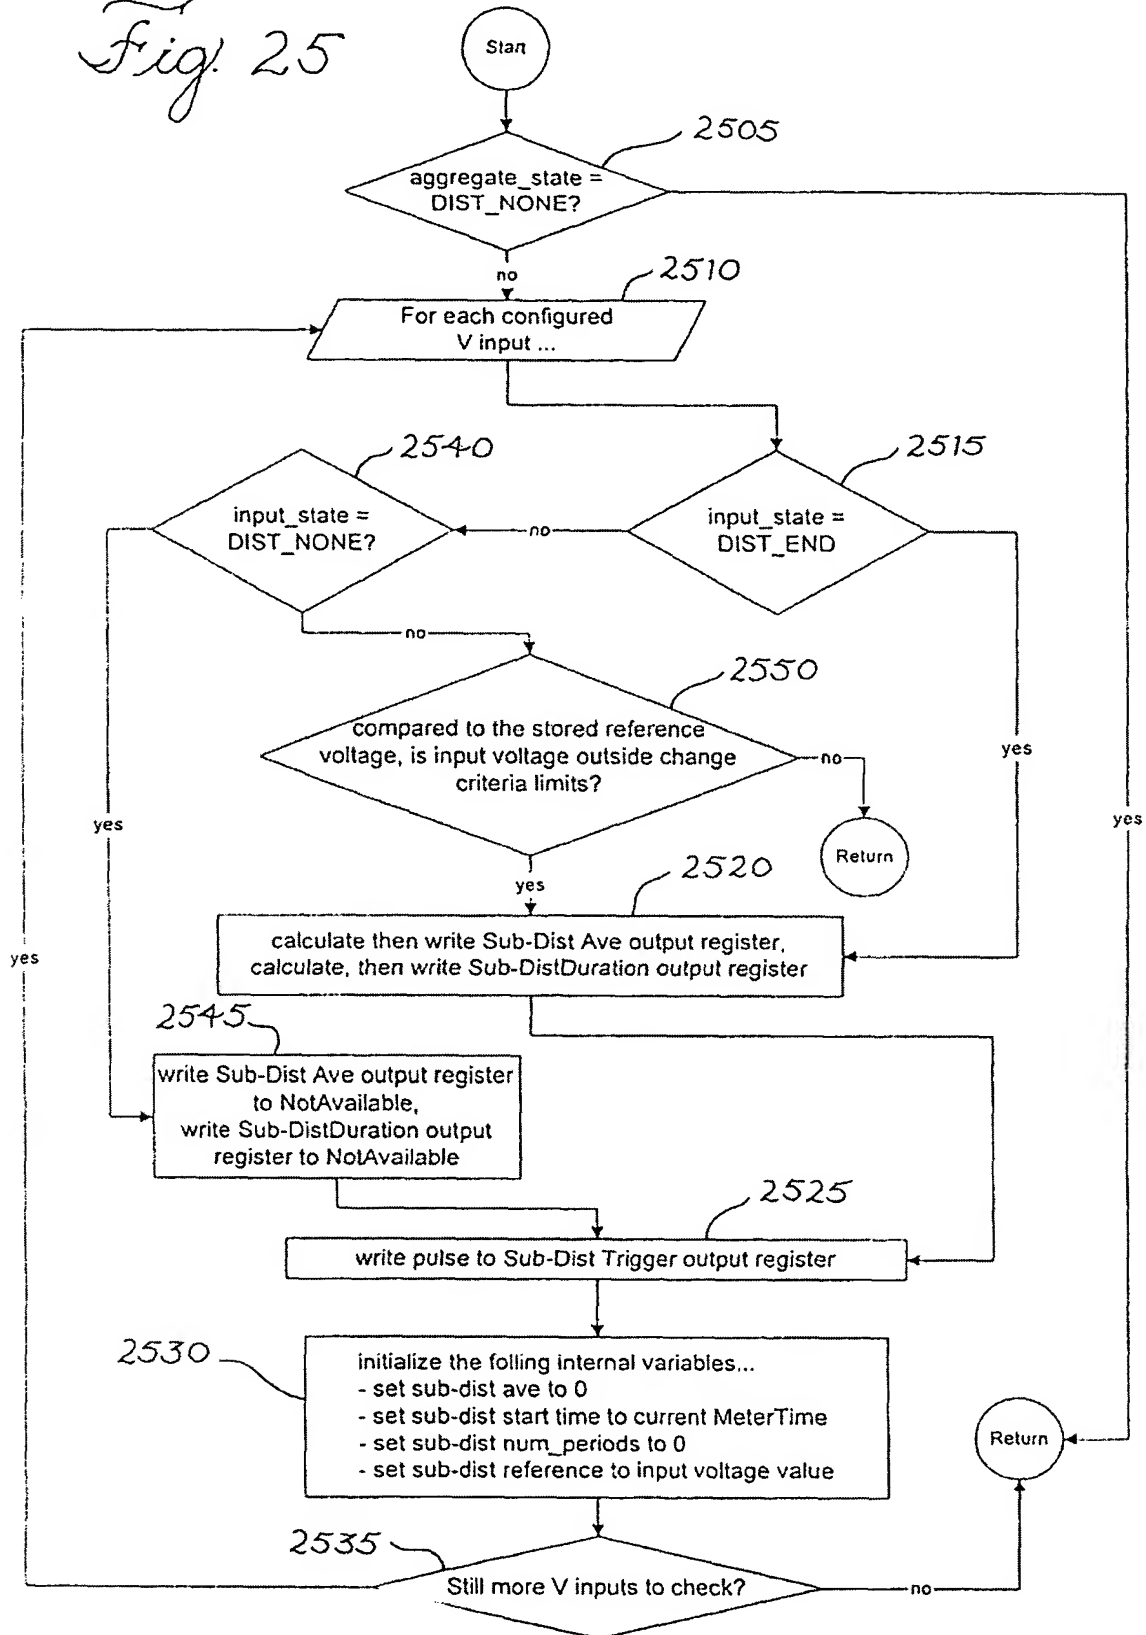 Fig. 25
Start
2505
aggregate_state =
DIST_NONE?
no
2510
For each configured
V input ...
2540
2515
input_state =
DIST_NONE?
no
input_state =
DIST_END
no
2550
compared to the stored reference
voltage, is input voltage outside change
criteria limits?
no
yes
yes
yes
Return
yes
2520
calculate then write Sub-Dist Ave output register,
calculate, then write Sub-DistDuration output register
yes
2545
write Sub-Dist Ave output register
to NotAvailable,
write Sub-DistDuration output
register to NotAvailable
2525
write pulse to Sub-Dist Trigger output register
2530
initialize the folling internal variables...
- set sub-dist ave to 0
- set sub-dist start time to current MeterTime
- set sub-dist num_periods to 0
- set sub-dist reference to input voltage value
Return
2535
Still more V inputs to check?
no